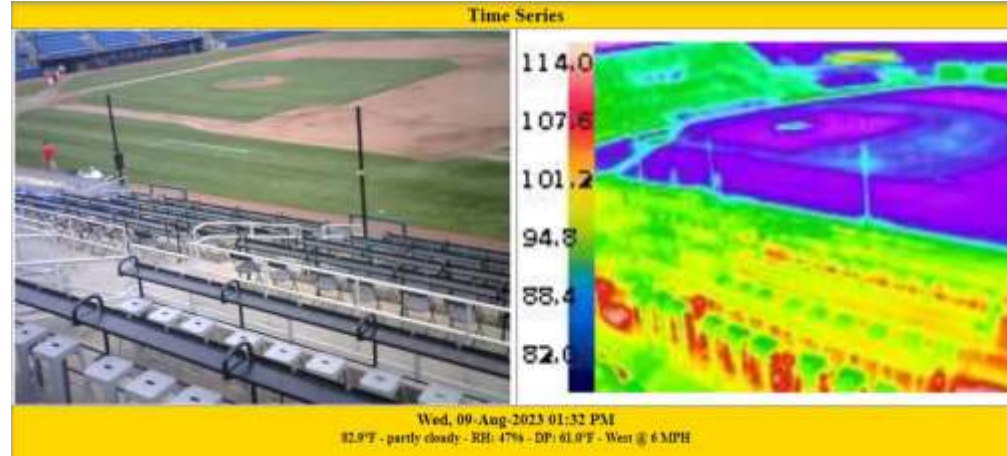 Time Series
114.0
107.6
101.2
94.8
88.4
82.0
Wed, 09-Aug-2023 01:32 PM
82.9°F - partly cloudy - RH: 47% - DP: 61.0°F - West @ 6 MPH